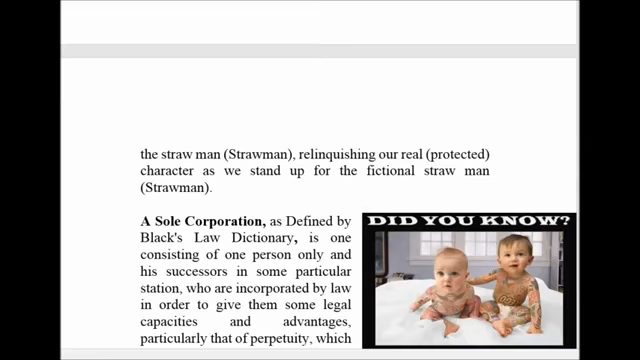 the straw man (Strawman), relinquishing our real (protected)
character as we stand up for the fictional straw man
(Strawman).
A Sole Corporation, as Defined by
Black's Law Dictionary, is one
consisting of one person only and
his successors in some particular
station, who are incorporated by law
in order to give them some legal
capacities and advantages,
particularly that of perpetuity, which
DID YOU KNOW?